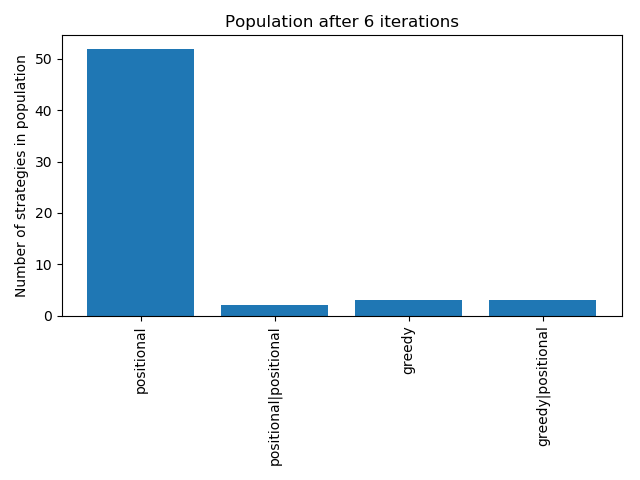 Population after 6 iterations
Number of strategies in population
50
40
30
20
10
0
positional
positional|positional
greedy
greedy|positional